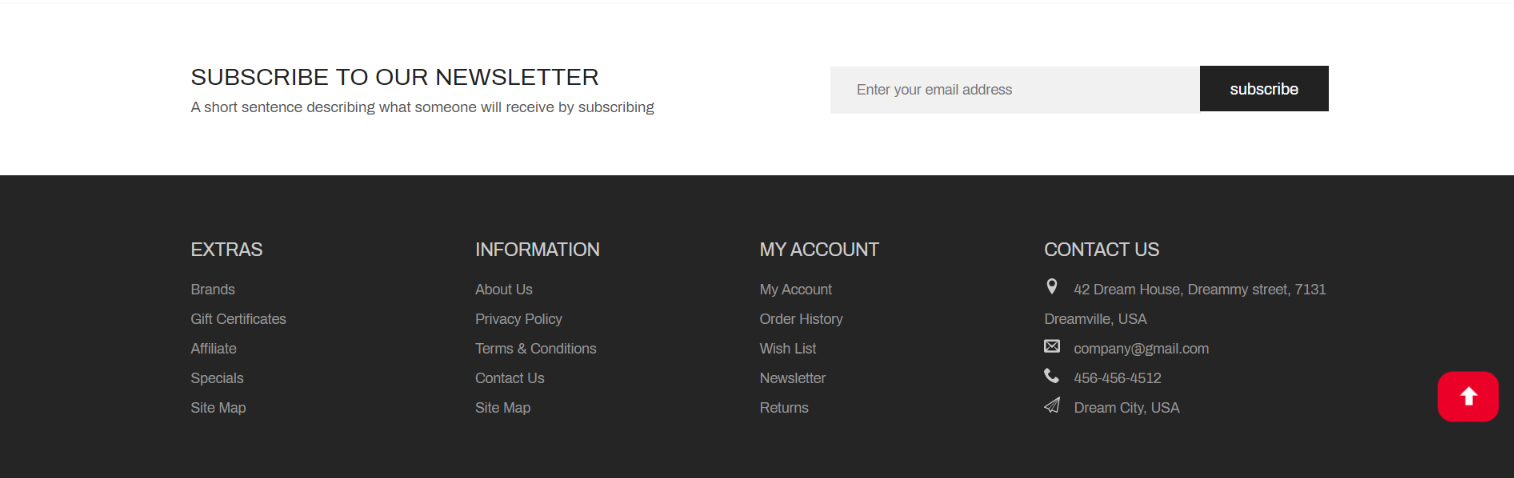 SUBSCRIBE TO OUR NEWSLETTER
A short sentence describing what someone will receive by subscribing
Enter your email address
subscribe
EXTRAS
Brands
Gift Certificates
Affiliate
Specials
Site Map
INFORMATION
About Us
Privacy Policy
Terms & Conditions
Contact Us
Site Map
MY ACCOUNT
My Account
Order History
Wish List
Newsletter
Returns
CONTACT US
42 Dream House, Dreammy street, 7131
Dreamville, USA
company@gmail.com
456-456-4512
Dream City, USA